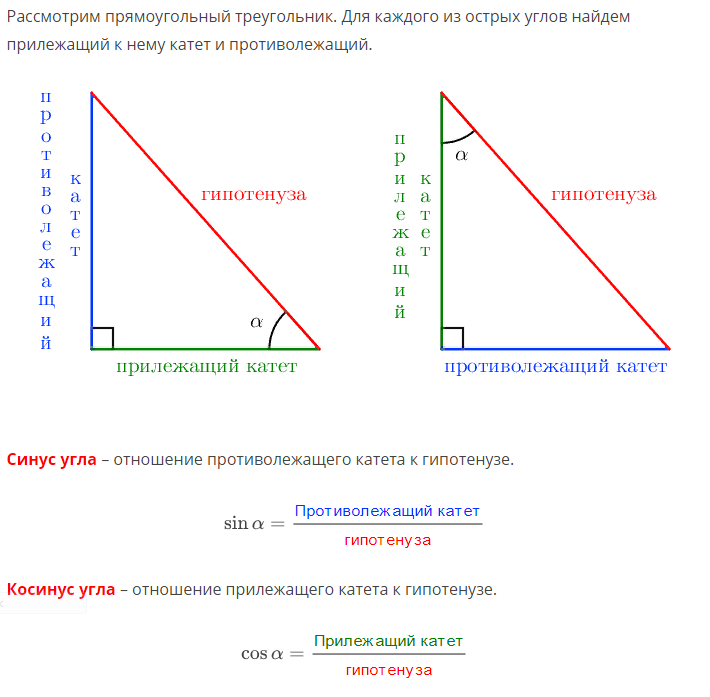 Рассмотрим прямоугольный треугольник. Для каждого из острых углов найдем
прилежащий к нему катет и противолежащий.
противолежащий
катет
гипотенуза
α
прилежащий катет
прилежащий
катет
α
гипотенуза
противолежащий катет
Синус угла – отношение противолежащего катета к гипотенузе.
sin α = Противолежащий катет
гипотенуза
Косинус угла – отношение прилежащего катета к гипотенузе.
cos α = Прилежащий катет
гипотенуза